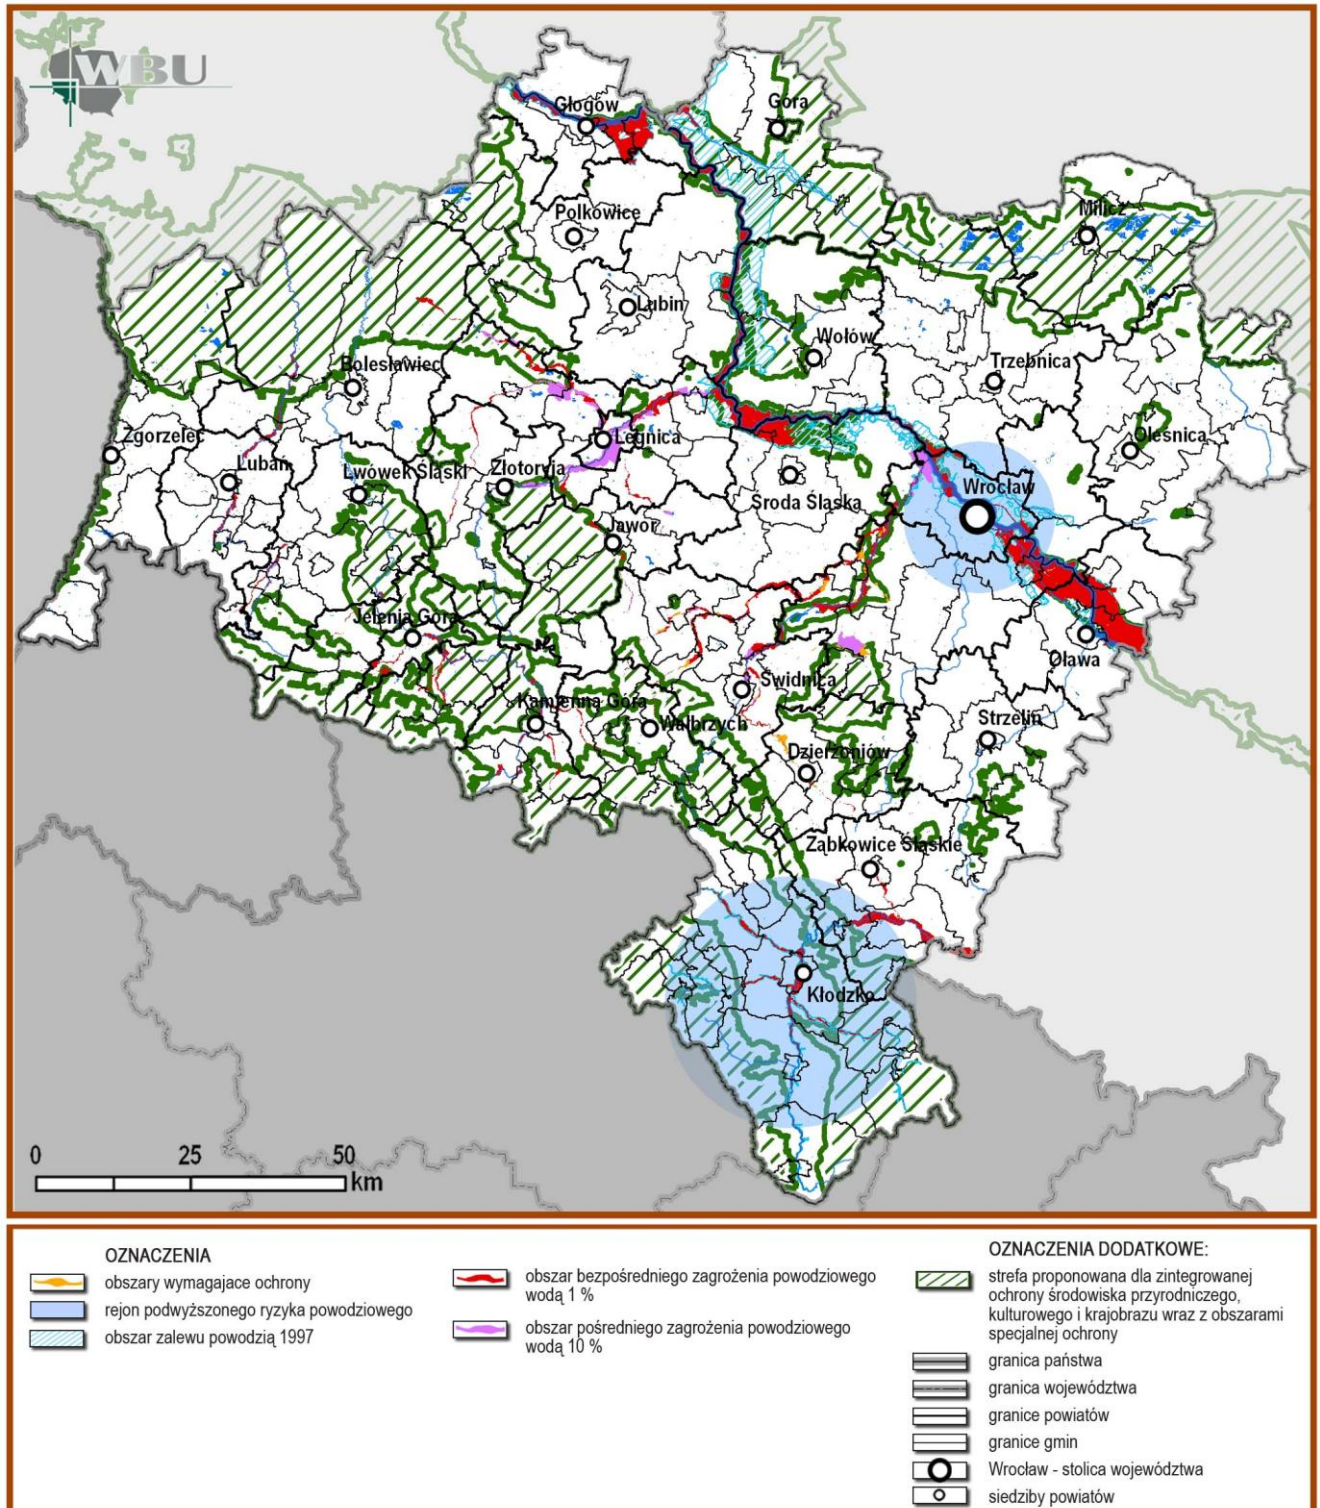 WBU
Głogów
Góra
Polkowice
Milicz
Lubin
Wołów
Trzebnica
Bolesławiec
Zgorzelec
Legnica
Oleśnica
Lubań
Lwówek Śląski
Złotoryja
Środa Śląska
Wrocław
Jawor
Jelenia Góra
Oława
Świdnica
Kamienna Góra
Wałbrzych
Strzelin
Dzierżoniów
Ząbkowice Śląskie
Kłodzko
0 25 50
km
OZNACZENIA
obszary wymagajace ochrony
rejon podwyższonego ryzyka powodziowego
obszar zalewu powodzią 1997
obszar bezpośredniego zagrożenia powodziowego
wodą 1 %
obszar pośredniego zagrożenia powodziowego
wodą 10 %
OZNACZENIA DODATKOWE:
strefa proponowana dla zintegrowanej
ochrony środowiska przyrodniczego,
kulturowego i krajobrazu wraz z obszarami
specjalnej ochrony
granica państwa
granica województwa
granice powiatów
granice gmin
Wrocław - stolica województwa
siedziby powiatów